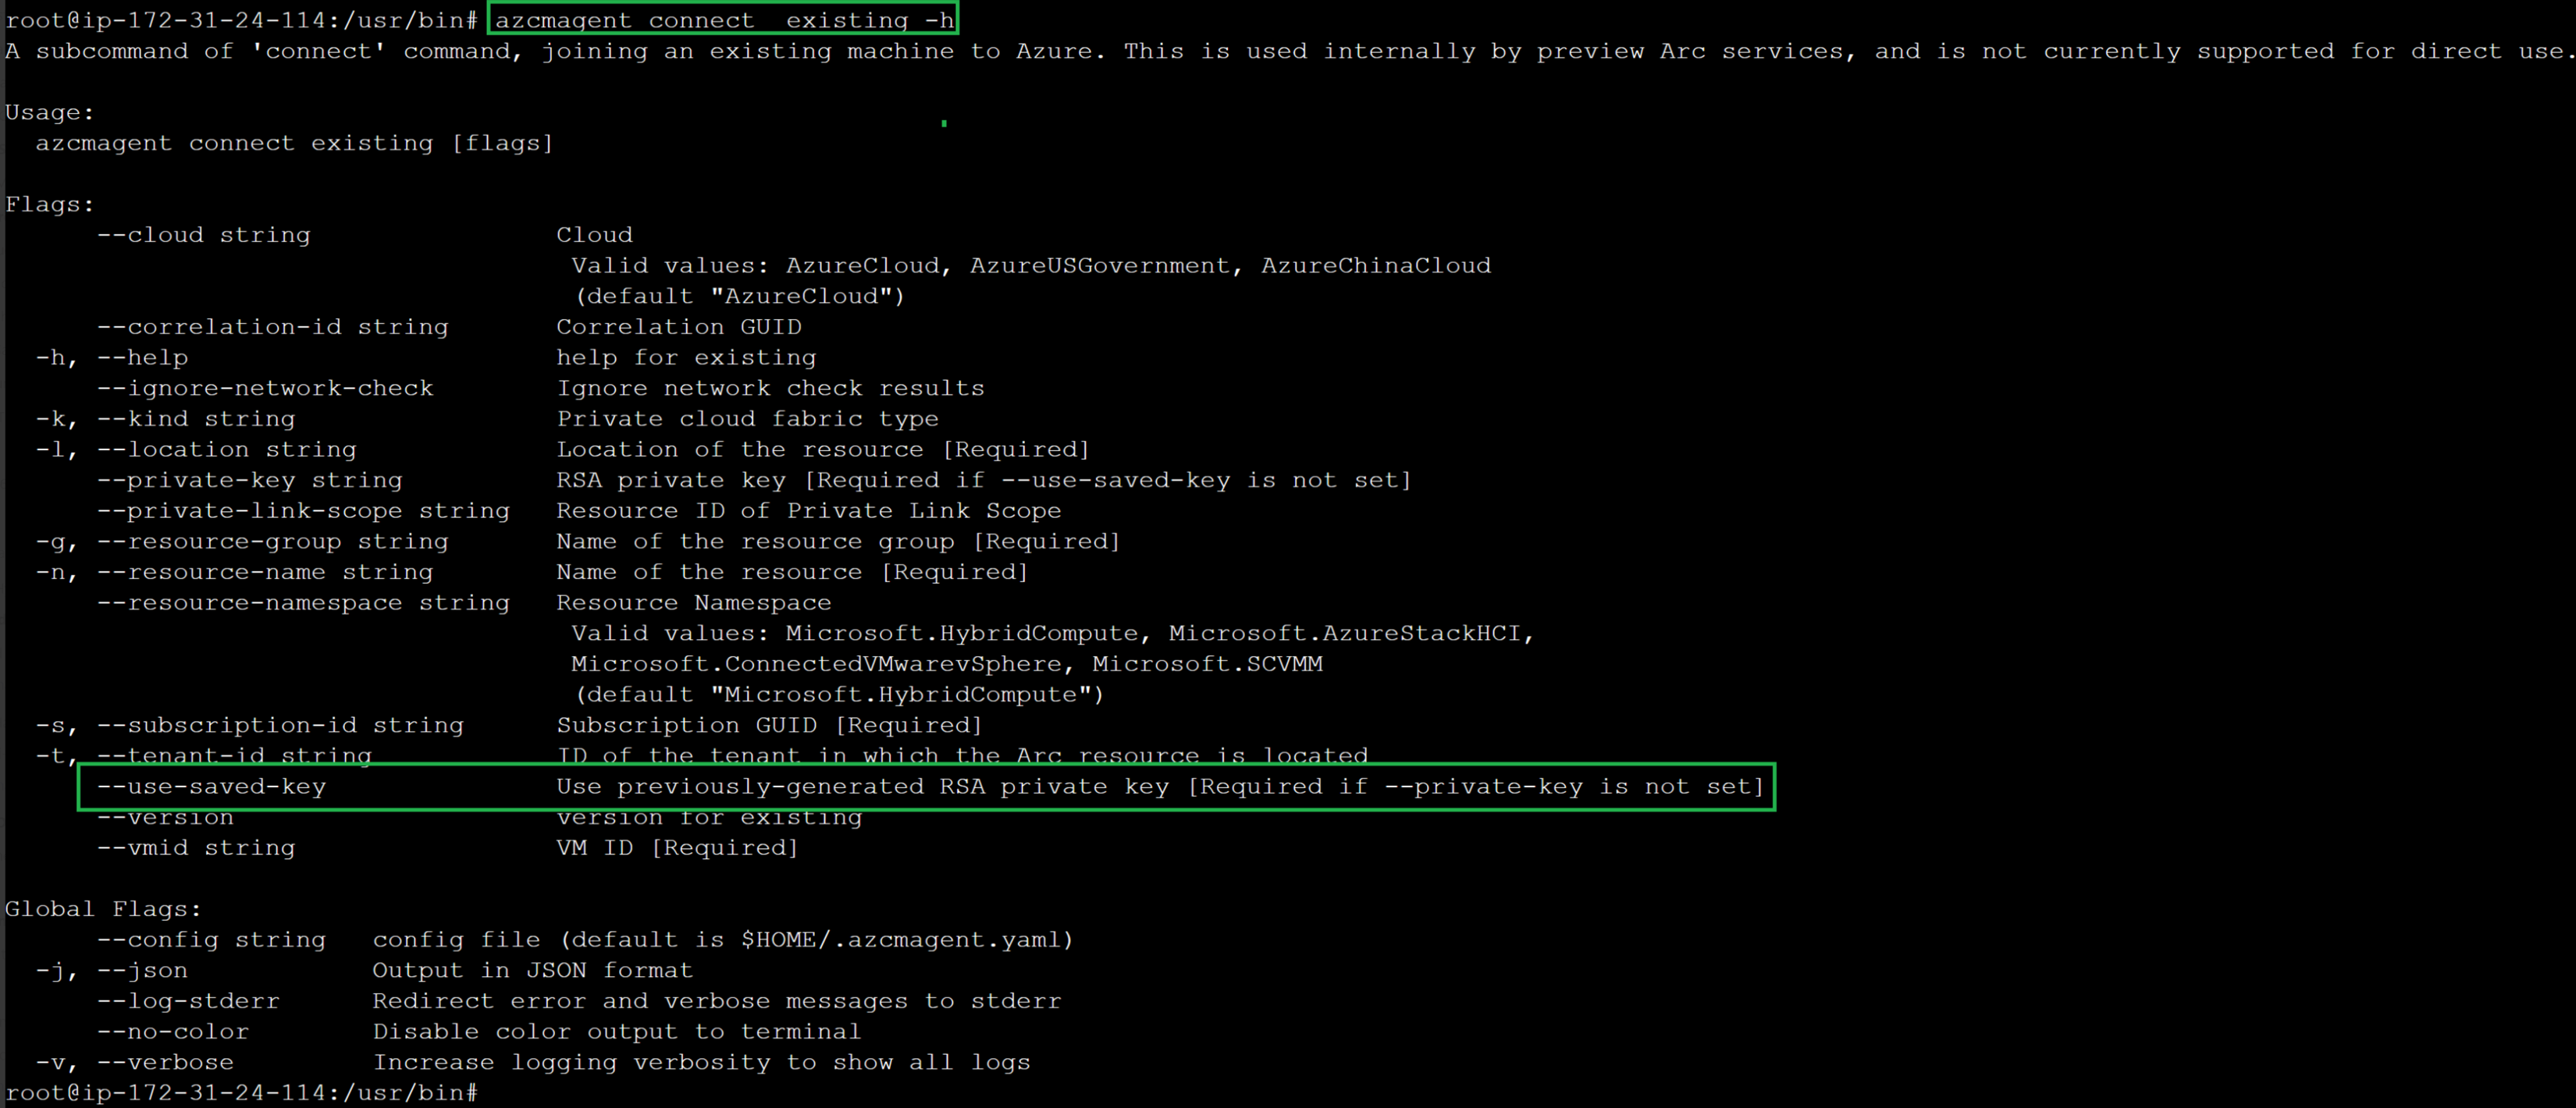 root@ip-172-31-24-114:/usr/bin# azcmagent connect  existing -h
A subcommand of 'connect' command, joining an existing machine to Azure. This is used internally by preview Arc services, and is not currently supported for direct use.
Usage:
  azcmagent connect existing [flags]
Flags:
      --cloud string                Cloud
                                     Valid values: AzureCloud, AzureUSGovernment, AzureChinaCloud
                                     (default "AzureCloud")
      --correlation-id string       Correlation GUID
  -h, --help                        help for existing
      --ignore-network-check        Ignore network check results
  -k, --kind string                 Private cloud fabric type
  -l, --location string             Location of the resource [Required]
      --private-key string          RSA private key [Required if --use-saved-key is not set]
      --private-link-scope string   Resource ID of Private Link Scope
  -g, --resource-group string       Name of the resource group [Required]
  -n, --resource-name string        Name of the resource [Required]
      --resource-namespace string   Resource Namespace
                                     Valid values: Microsoft.HybridCompute, Microsoft.AzureStackHCI,
                                     Microsoft.ConnectedVMwarevSphere, Microsoft.SCVMM
                                     (default "Microsoft.HybridCompute")
  -s, --subscription-id string      Subscription GUID [Required]
  -t, --tenant-id string            ID of the tenant in which the Arc resource is located
      --use-saved-key               Use previously-generated RSA private key [Required if --private-key is not set]
      --version                     version for existing
      --vmid string                 VM ID [Required]
Global Flags:
      --config string   config file (default is $HOME/.azcmagent.yaml)
  -j, --json            Output in JSON format
      --log-stderr      Redirect error and verbose messages to stderr
      --no-color        Disable color output to terminal
  -v, --verbose         Increase logging verbosity to show all logs
root@ip-172-31-24-114:/usr/bin#